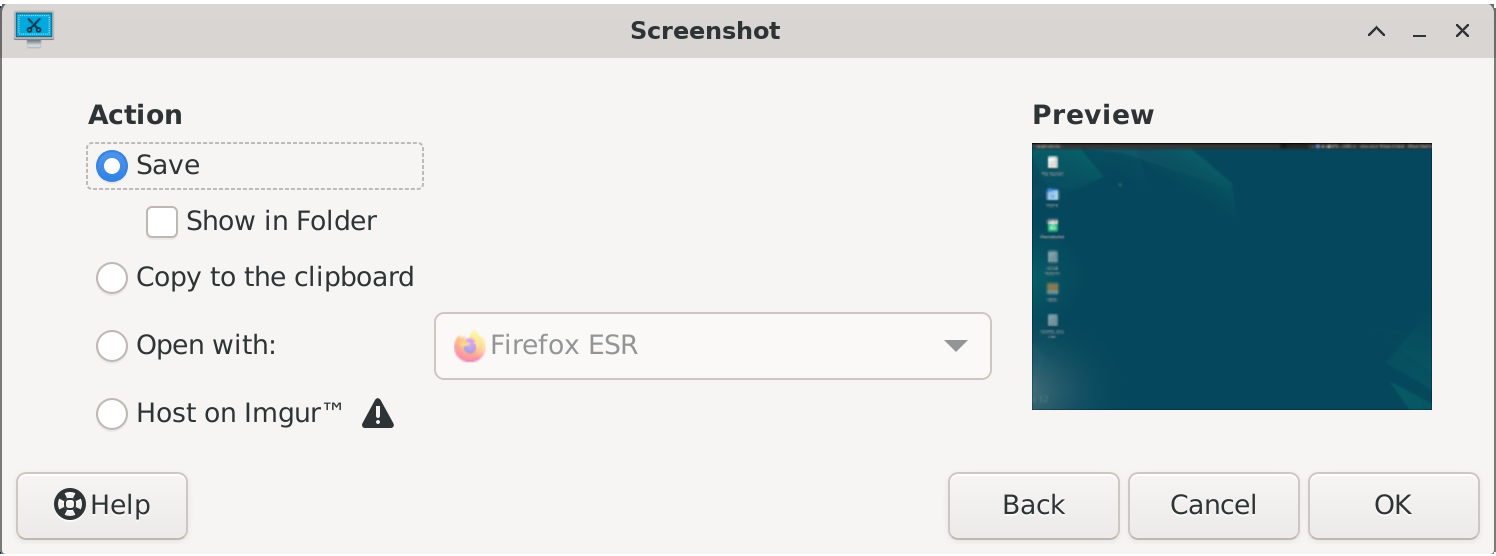 Screenshot
Action
Save
Show in Folder
Copy to the clipboard
Open with:
Firefox ESR
Host on Imgur™
Preview
Help
Back
Cancel
OK